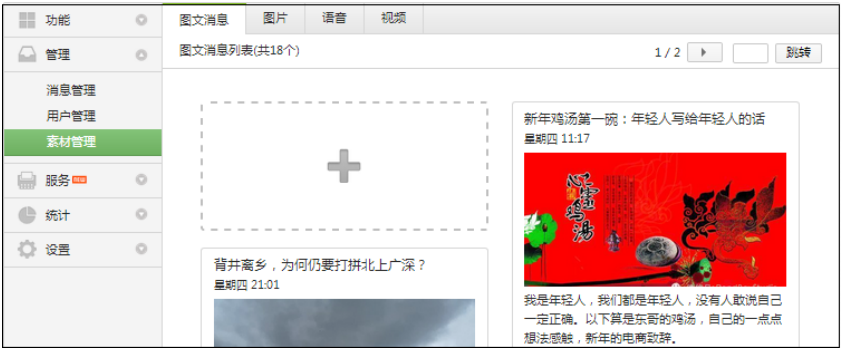 功能
管理
消息管理
用户管理
素材管理
服务 NEW
统计
设置
图文消息 图片 语音 视频
图文消息列表(共18个) 1 / 2 跳转
新年鸡汤第一碗：年轻人写给年轻人的话
星期四 11:17
心灵鸡汤
我是年轻人，我们都是年轻人，没有人敢说自己
一定正确。以下算是东哥的鸡汤，自己的一点点
想法感触，新年的电商致辞。
背井离乡，为何仍要打拼北上广深？
星期四 21:01